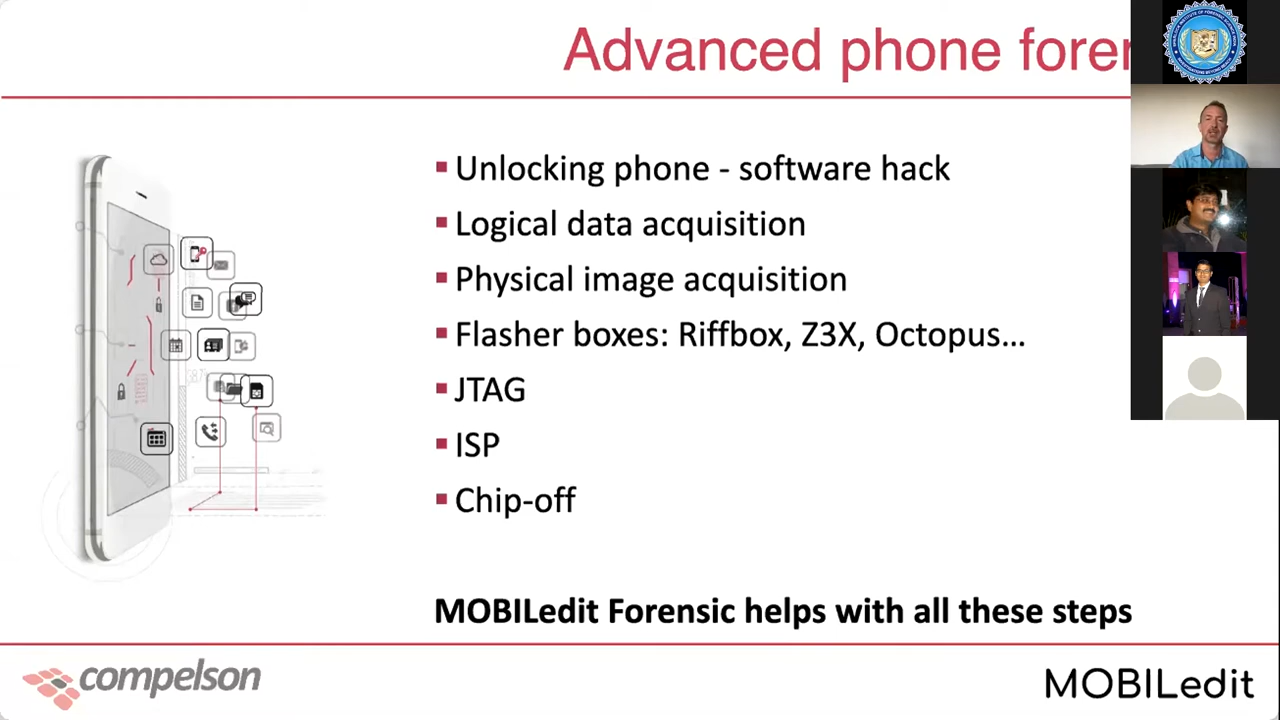 Advanced phone foren
▪ Unlocking phone - software hack
▪ Logical data acquisition
▪ Physical image acquisition
▪ Flasher boxes: Riffbox, Z3X, Octopus...
▪ JTAG
▪ ISP
▪ Chip-off
MOBILedit Forensic helps with all these steps
compelson
MOBILedit